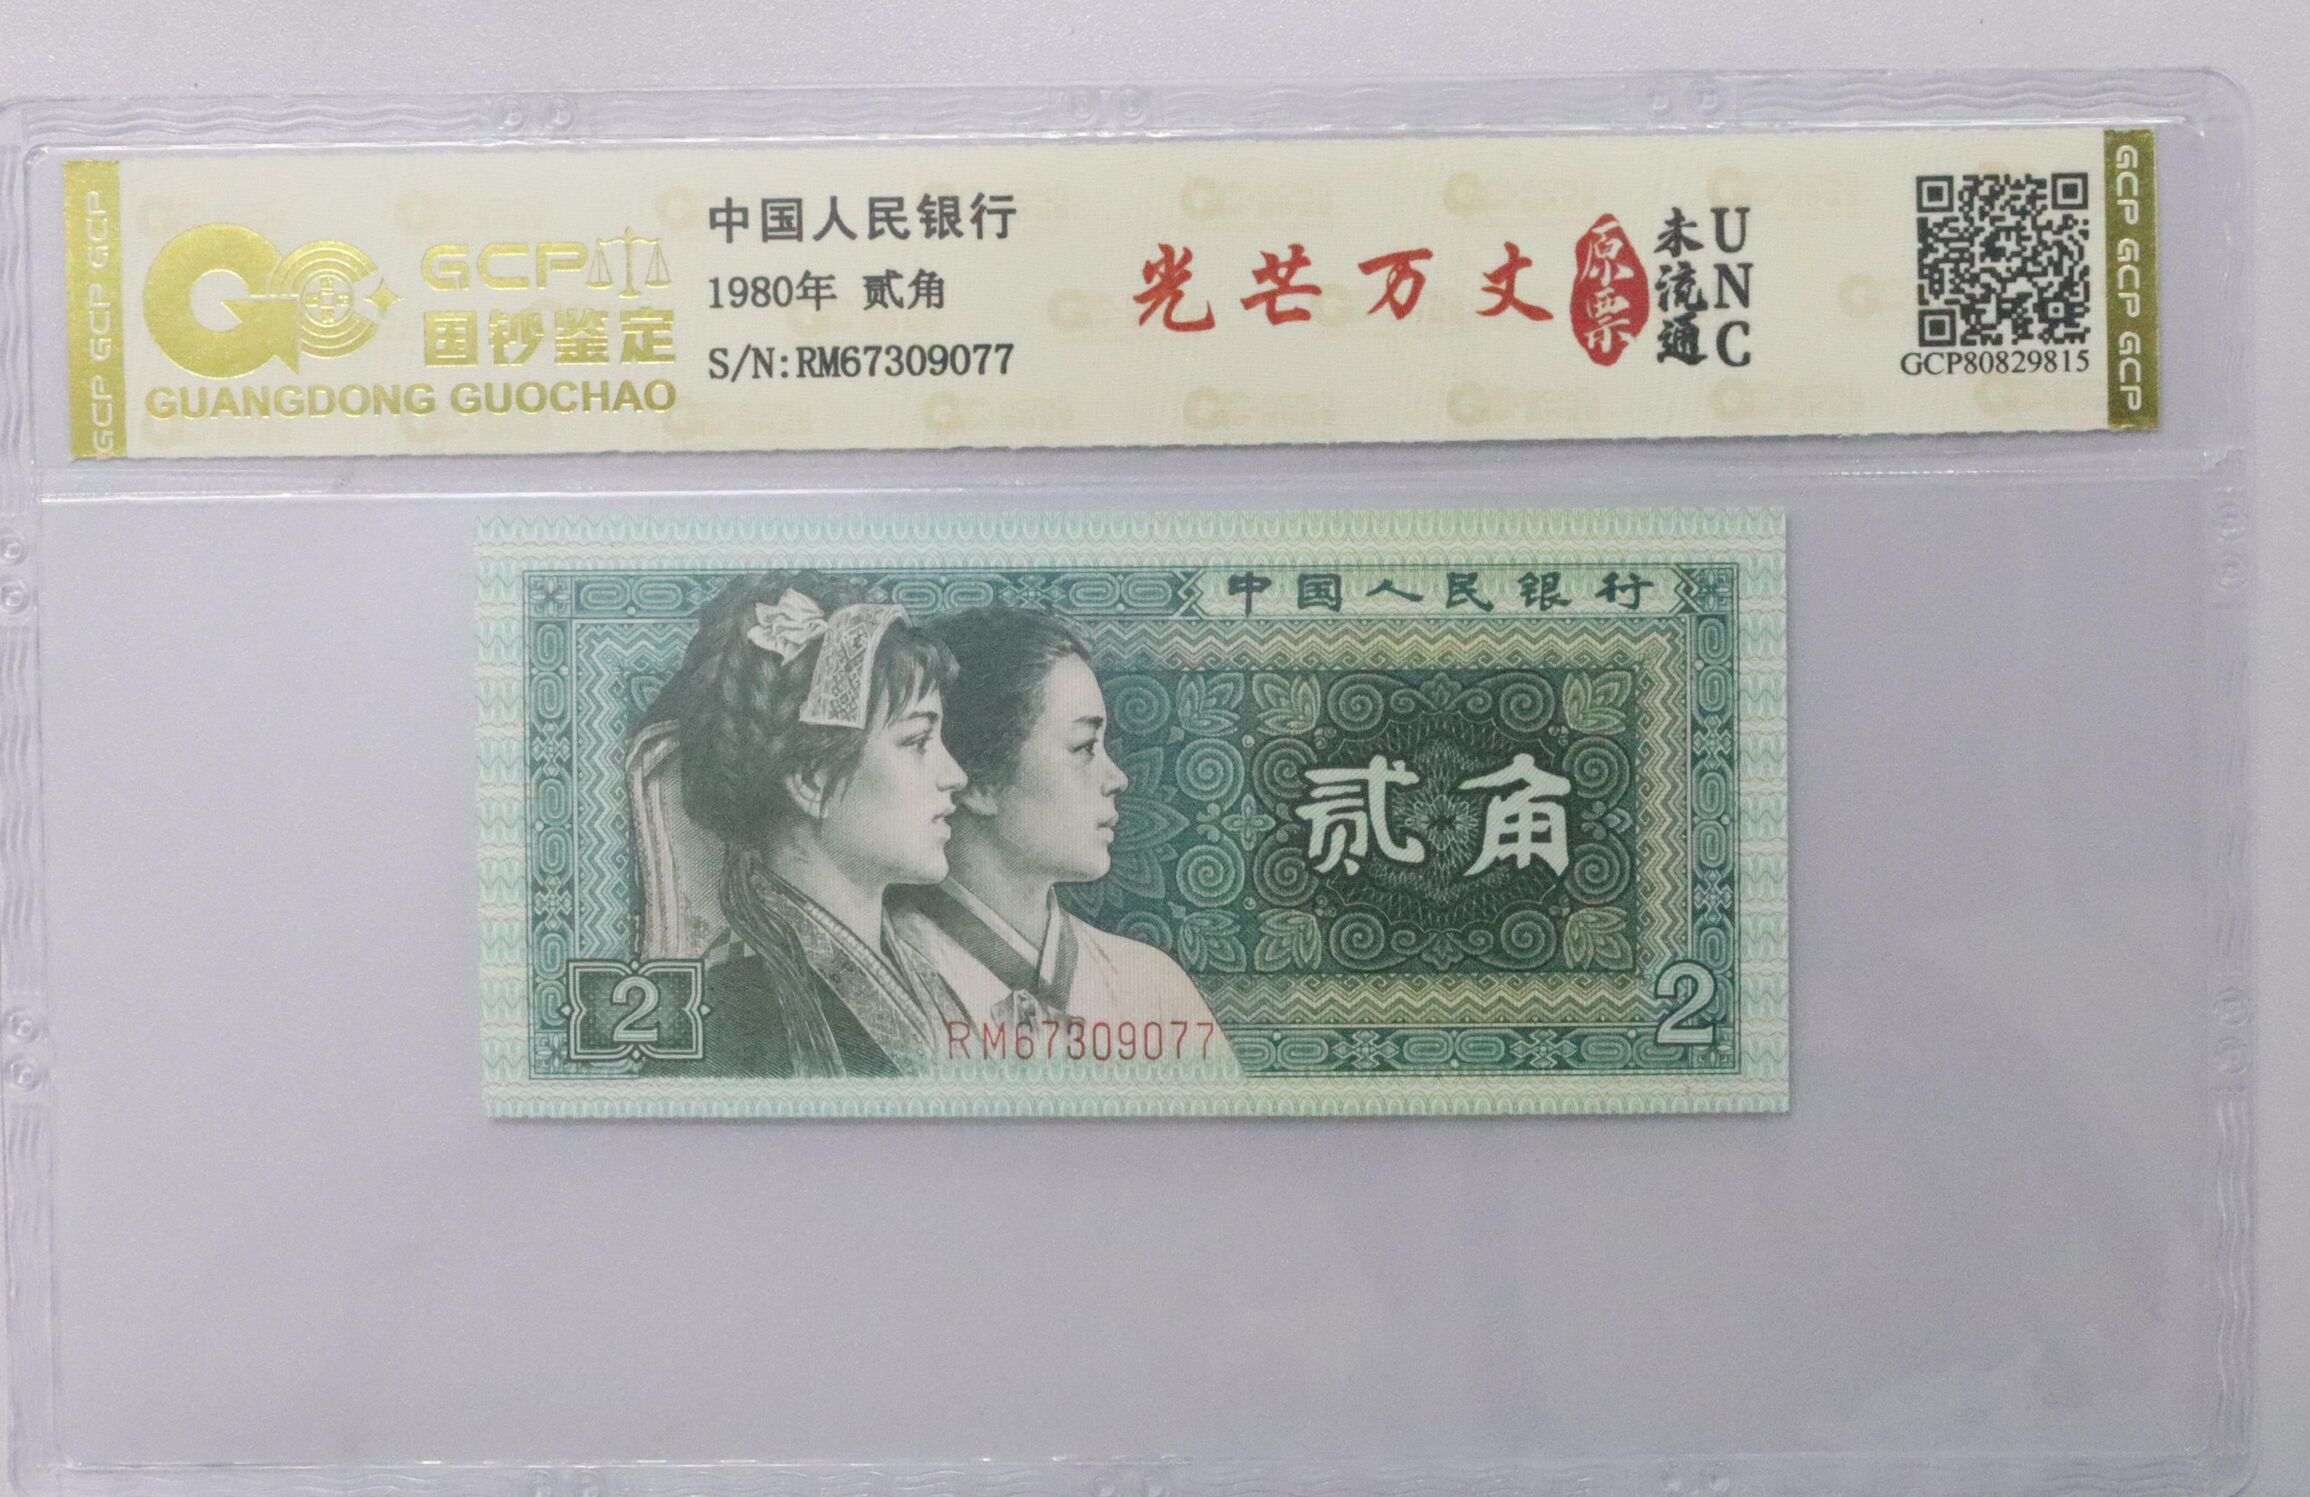 GCP GCP GCP
GCP
国钞鉴定
GUANGDONG GUOCHAO
中国人民银行
1980年 贰角
S/N:RM67309077
光芒万丈
原票
未流通
UNC
GCP80829815
GCP GCP GCP
中国人民银行
贰角
2
2
RM67309077